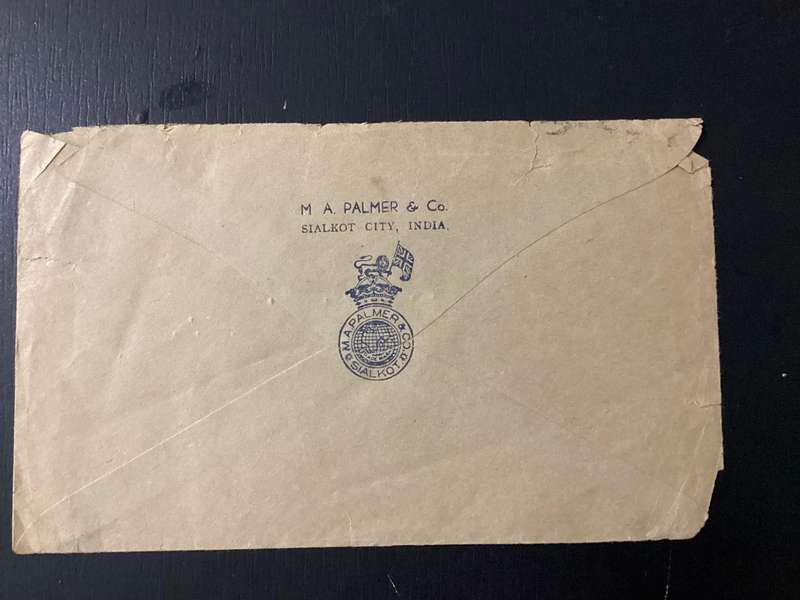 M A. PALMER & Co.
SIALKOT CITY, INDIA.
M.A. PALMER & Co
SIALKOT